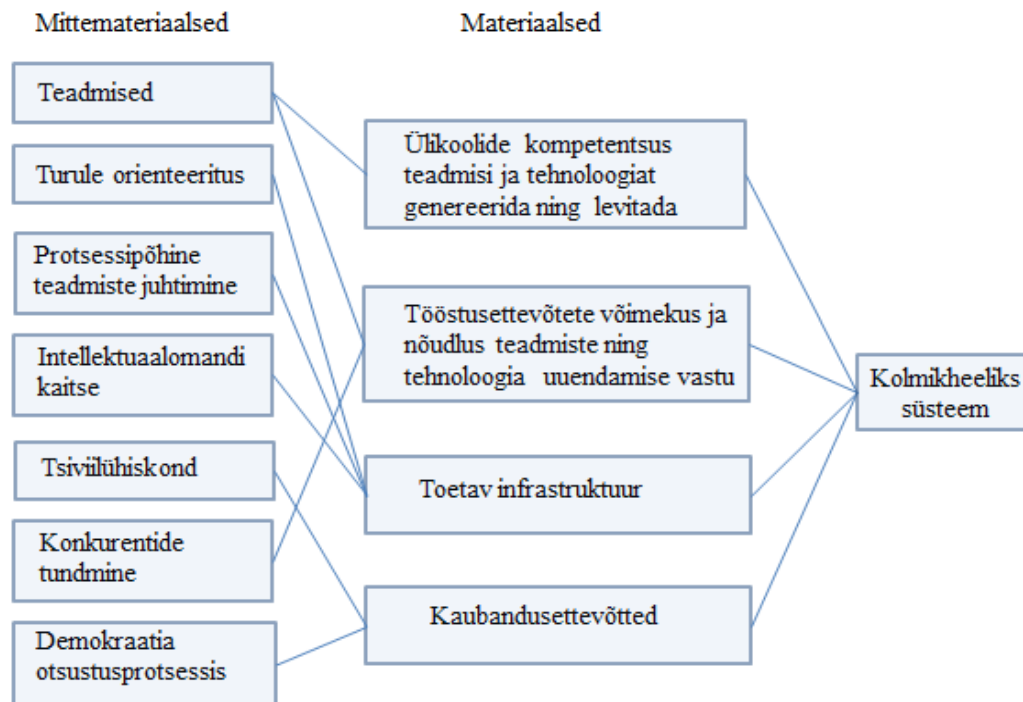 Mittemateriaalsed
Materiaalsed
Teadmised
Turule orienteeritus
Protsessipõhine
teadmiste juhtimine
Intellektuaalomandi
kaitse
Tsiviilühiskond
Konkurentide
tundmine
Demokraatia
otsustusprotsessis
Ülikoolide kompetentsus
teadmisi ja tehnoloogiat
genereerida ning levitada
Tööstusettevõtete võimekus ja
nõudlus teadmiste ning
tehnoloogia uuendamise vastu
Toetav infrastruktuur
Kaubandusettevõtted
Kolmikheeliks
süsteem